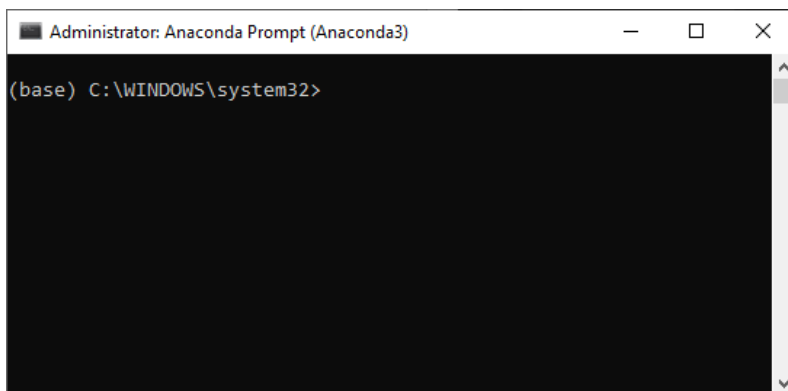 Administrator: Anaconda Prompt (Anaconda3)
(base) C:\WINDOWS\system32>